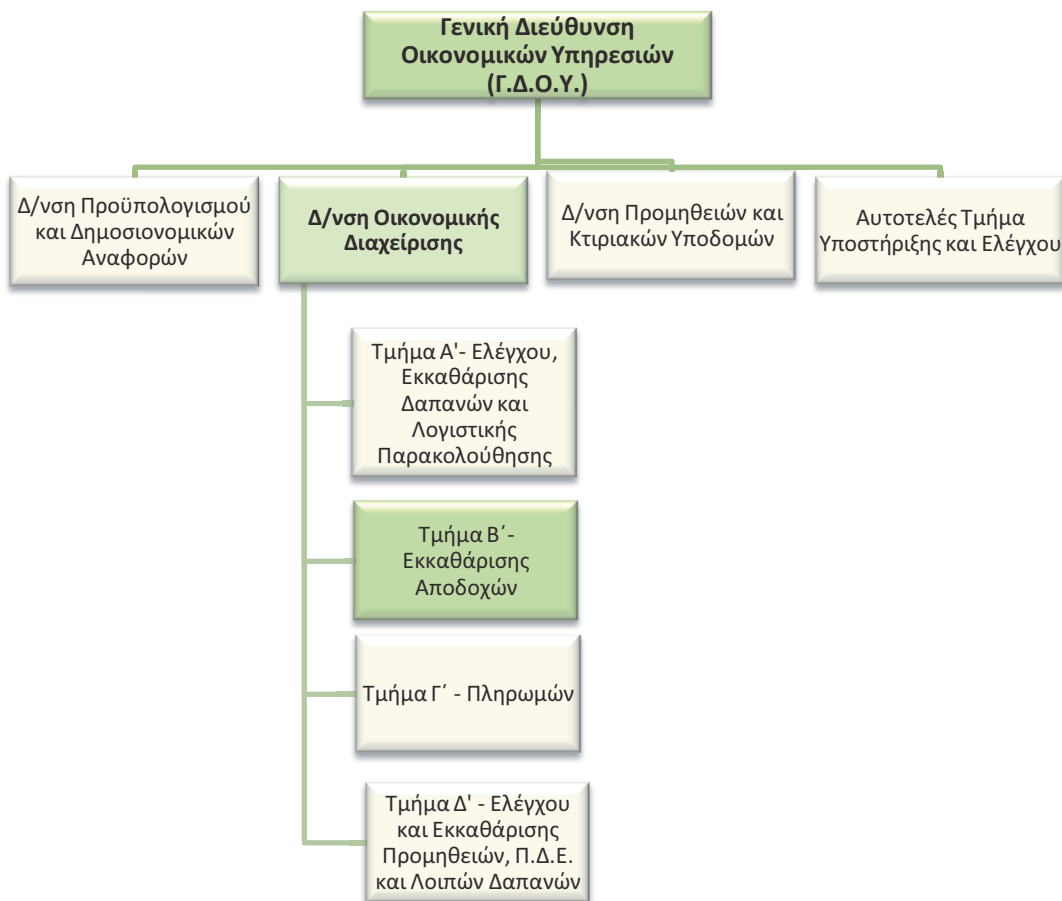 Γενική Διεύθυνση
Οικονομικών Υπηρεσιών
(Γ.Δ.Ο.Υ.)
Δ/νση Προϋπολογισμού
και Δημοσιονομικών
Αναφορών
Δ/νση Οικονομικής
Διαχείρισης
Δ/νση Προμηθειών και
Κτιριακών Υποδομών
Αυτοτελές Τμήμα
Υποστήριξης και Ελέγχου
Τμήμα Α'- Ελέγχου,
Εκκαθάρισης
Δαπανών και
Λογιστικής
Παρακολούθησης
Τμήμα Β΄-
Εκκαθάρισης
Αποδοχών
Τμήμα Γ΄ - Πληρωμών
Τμήμα Δ' - Ελέγχου
και Εκκαθάρισης
Προμηθειών, Π.Δ.Ε.
και Λοιπών Δαπανών